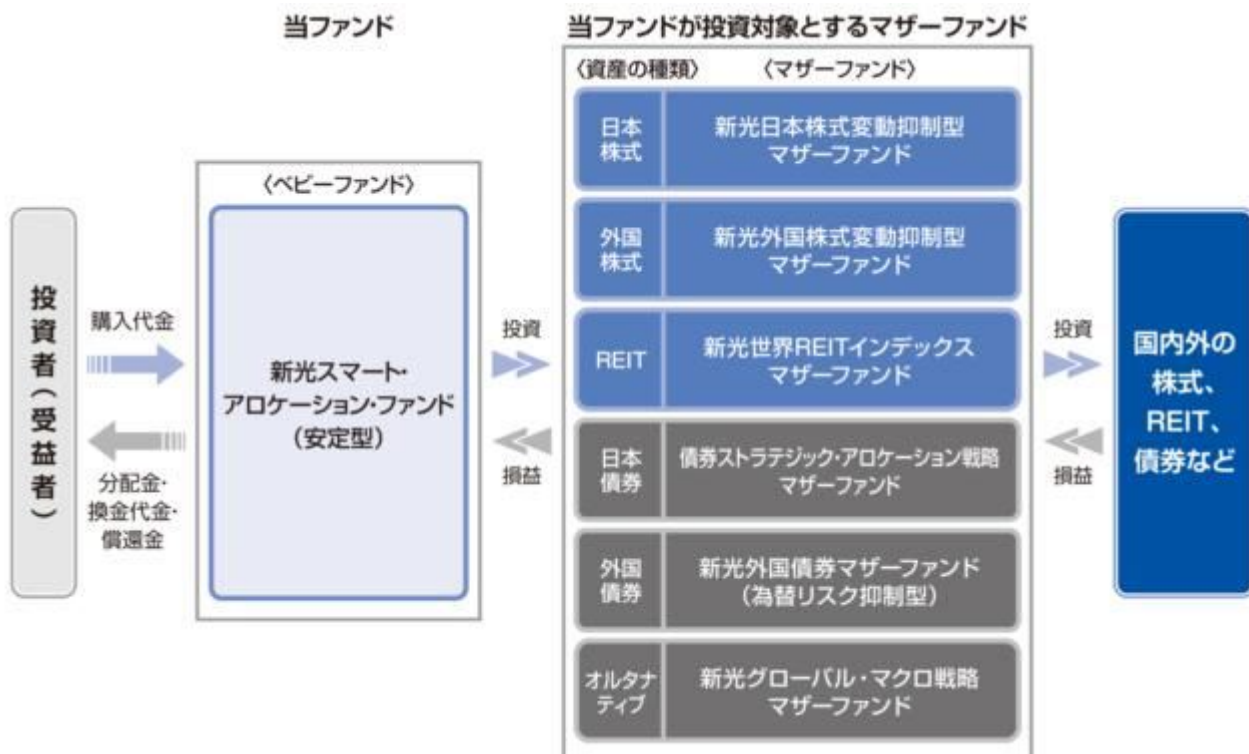 当ファンド
当ファンドが投資対象とするマザーファンド
〈資産の種類〉
〈マザーファンド〉
〈ベビーファンド〉
投資者(受益者)
購入代金
分配金・
換金代金・
償還金
新光スマート・
アロケーション・ファンド
(安定型)
投資
損益
日本
株式
新光日本株式変動抑制型
マザーファンド
外国
株式
新光外国株式変動抑制型
マザーファンド
REIT
新光世界REITインデックス
マザーファンド
日本
債券
債券ストラテジック・アロケーション戦略
マザーファンド
外国
債券
新光外国債券マザーファンド
(為替リスク抑制型)
オルタナ
ティブ
新光グローバル・マクロ戦略
マザーファンド
投資
損益
国内外の
株式、
REIT、
債券など